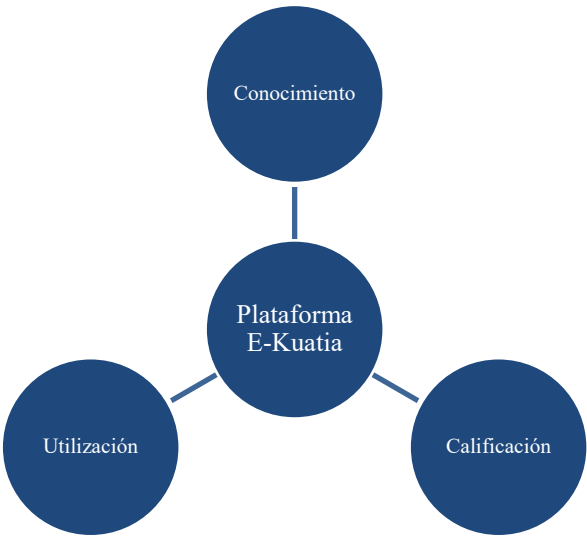 Conocimiento
Plataforma
E-Kuatia
Utilización
Calificación